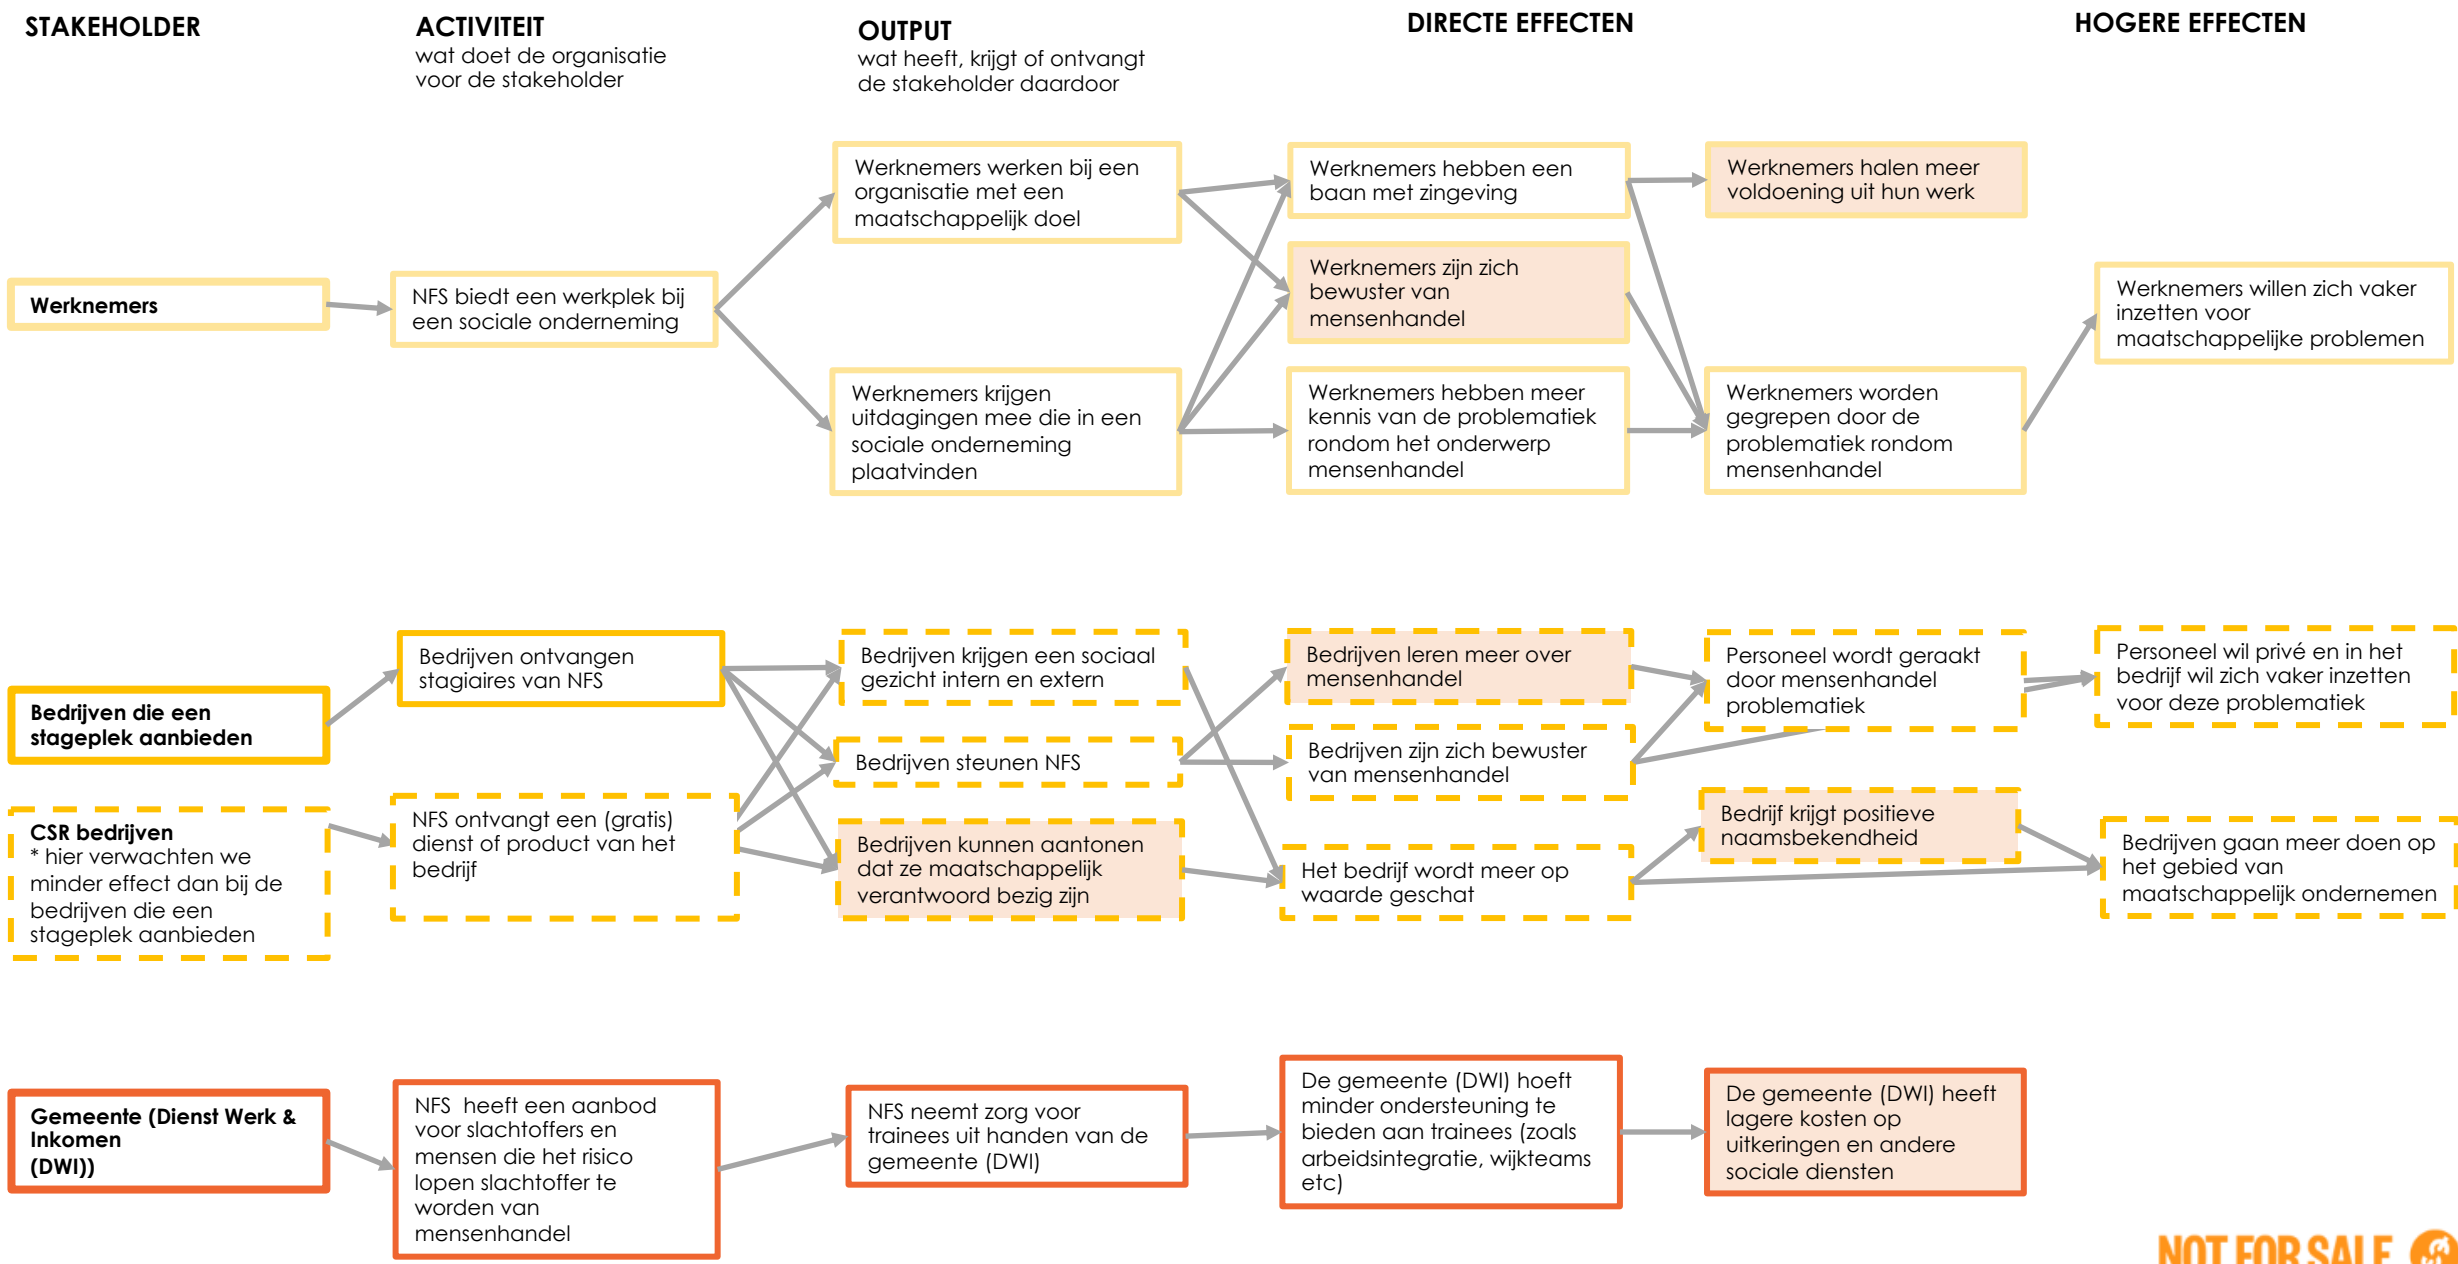 STAKEHOLDER
ACTIVITEIT
wat doet de organisatie
voor de stakeholder
OUTPUT
wat heeft, krijgt of ontvangt
de stakeholder daardoor
DIRECTE EFFECTEN
HOGERE EFFECTEN
Werknemers
NFS biedt een werkplek bij
een sociale onderneming
Werknemers werken bij een
organisatie met een
maatschappelijk doel
Werknemers krijgen
uitdagingen mee die in een
sociale onderneming
plaatvinden
Werknemers hebben een
baan met zingeving
Werknemers zijn zich
bewuster van
mensenhandel
Werknemers hebben meer
kennis van de problematiek
rondom het onderwerp
mensenhandel
Werknemers halen meer
voldoening uit hun werk
Werknemers worden
gegrepen door de
problematiek rondom
mensenhandel
Werknemers willen zich vaker
inzetten voor
maatschappelijke problemen
Bedrijven die een
stageplek aanbieden
CSR bedrijven
* hier verwachten we
minder effect dan bij de
bedrijven die een
stageplek aanbieden
Bedrijven ontvangen
stagiaires van NFS
NFS ontvangt een (gratis)
dienst of product van het
bedrijf
Bedrijven krijgen een sociaal
gezicht intern en extern
Bedrijven steunen NFS
Bedrijven kunnen aantonen
dat ze maatschappelijk
verantwoord bezig zijn
Bedrijven leren meer over
mensenhandel
Bedrijven zijn zich bewuster
van mensenhandel
Het bedrijf wordt meer op
waarde geschat
Personeel wordt geraakt
door mensenhandel
problematiek
Bedrijf krijgt positieve
naamsbekendheid
Personeel wil privé en in het
bedrijf wil zich vaker inzetten
voor deze problematiek
Bedrijven gaan meer doen op
het gebied van
maatschappelijk ondernemen
Gemeente (Dienst Werk &
Inkomen
(DWI))
NFS heeft een aanbod
voor slachtoffers en
mensen die het risico
lopen slachtoffer te
worden van
mensenhandel
NFS neemt zorg voor
trainees uit handen van de
gemeente (DWI)
De gemeente (DWI) hoeft
minder ondersteuning te
bieden aan trainees (zoals
arbeidsintegratie, wijkteams
etc)
De gemeente (DWI) heeft
lagere kosten op
uitkeringen en andere
sociale diensten
NOT FOR SALE